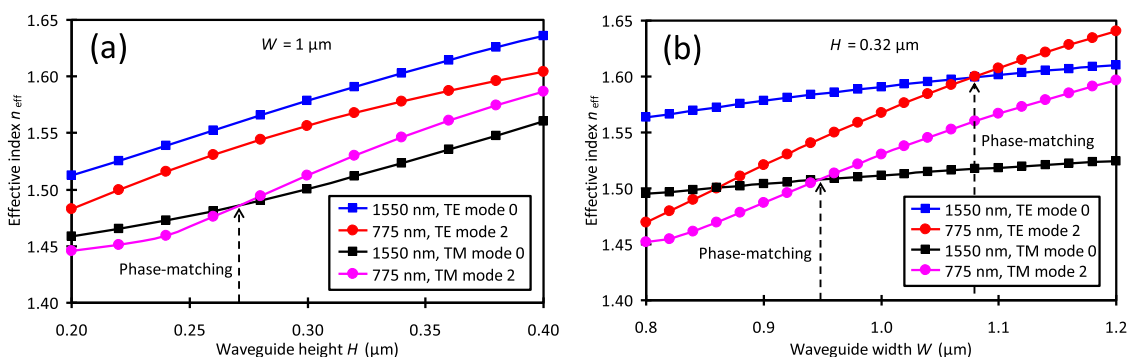 (a)
W = 1 µm
Effective index n eff
1.65
1.60
1.55
1.50
1.45
1.40
Phase-matching
1550 nm, TE mode 0
775 nm, TE mode 2
1550 nm, TM mode 0
775 nm, TM mode 2
0.20 0.25 0.30 0.35 0.40
Waveguide height H (µm)
(b)
H = 0.32 µm
Effective index n eff
1.65
1.60
1.55
1.50
1.45
1.40
Phase-matching
Phase-matching
1550 nm, TE mode 0
775 nm, TE mode 2
1550 nm, TM mode 0
775 nm, TM mode 2
0.8 0.9 1.0 1.1 1.2
Waveguide width W (µm)